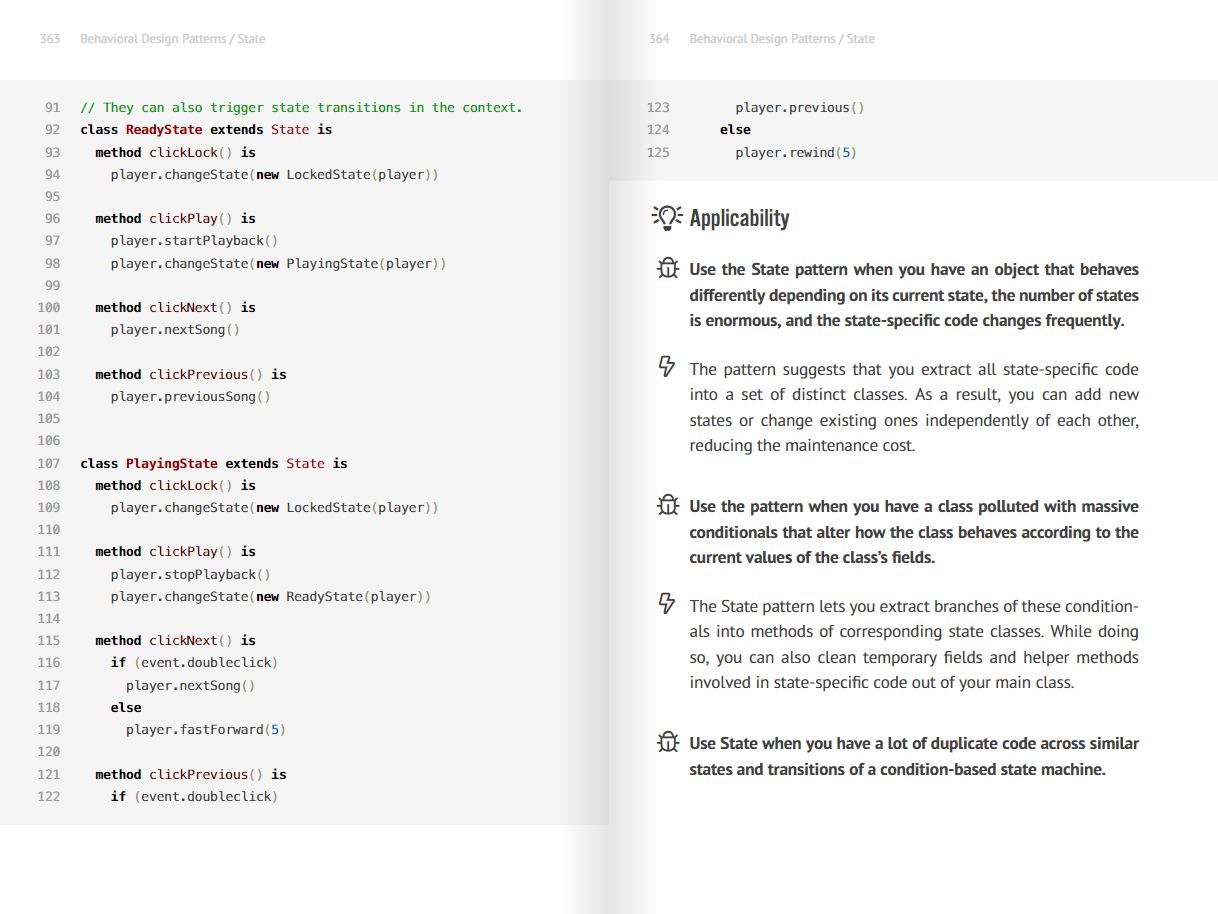 363 Behavioral Design Patterns / State
91 // They can also trigger state transitions in the context.
92 class ReadyState extends State is
93 method clickLock() is
94 player.changeState(new LockedState(player))
95
96 method clickPlay() is
97 player.startPlayback()
98 player.changeState(new PlayingState(player))
99
100 method clickNext() is
101 player.nextSong()
102
103 method clickPrevious() is
104 player.previousSong()
105
106
107 class PlayingState extends State is
108 method clickLock() is
109 player.changeState(new LockedState(player))
110
111 method clickPlay() is
112 player.stopPlayback()
113 player.changeState(new ReadyState(player))
114
115 method clickNext() is
116 if (event.doubleclick)
117 player.nextSong()
118 else
119 player.fastForward(5)
120
121 method clickPrevious() is
122 if (event.doubleclick)
364 Behavioral Design Patterns / State
123 player.previous()
124 else
125 player.rewind(5)
Applicability
Use the State pattern when you have an object that behaves
differently depending on its current state, the number of states
is enormous, and the state-specific code changes frequently.
The pattern suggests that you extract all state-specific code
into a set of distinct classes. As a result, you can add new
states or change existing ones independently of each other,
reducing the maintenance cost.
Use the pattern when you have a class polluted with massive
conditionals that alter how the class behaves according to the
current values of the class’s fields.
The State pattern lets you extract branches of these condition-
als into methods of corresponding state classes. While doing
so, you can also clean temporary fields and helper methods
involved in state-specific code out of your main class.
Use State when you have a lot of duplicate code across similar
states and transitions of a condition-based state machine.